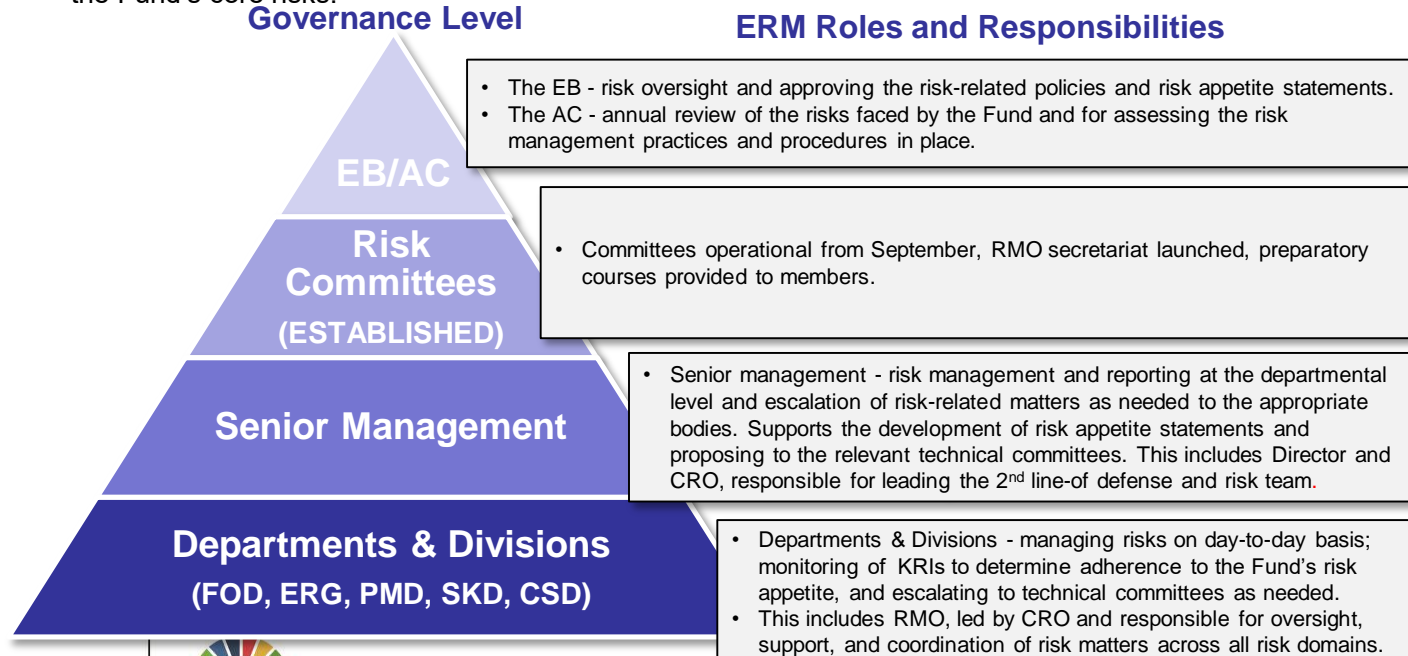 the Fund's core risks.
Governance Level
ERM Roles and Responsibilities
• The EB - risk oversight and approving the risk-related policies and risk appetite statements.
• The AC - annual review of the risks faced by the Fund and for assessing the risk
management practices and procedures in place.
EB/AC
Risk
Committees
(ESTABLISHED)
• Committees operational from September, RMO secretariat launched, preparatory
courses provided to members.
Senior Management
• Senior management - risk management and reporting at the departmental
level and escalation of risk-related matters as needed to the appropriate
bodies. Supports the development of risk appetite statements and
proposing to the relevant technical committees. This includes Director and
CRO, responsible for leading the 2nd line-of defense and risk team.
Departments & Divisions
(FOD, ERG, PMD, SKD, CSD)
• Departments & Divisions - managing risks on day-to-day basis;
monitoring of KRIs to determine adherence to the Fund's risk
appetite, and escalating to technical committees as needed.
• This includes RMO, led by CRO and responsible for oversight,
support, and coordination of risk matters across all risk domains.